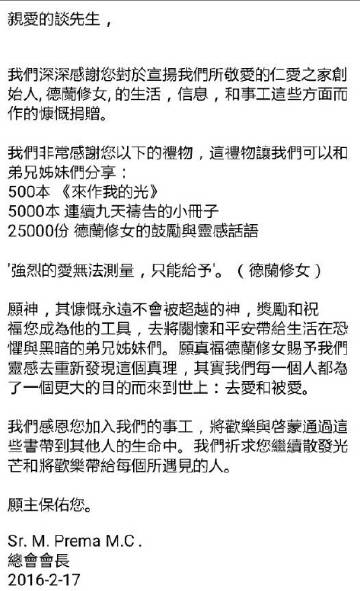 親愛的談先生，
我們深深感謝您對於宣揚我們所敬愛的仁愛之家創
始人, 德蘭修女, 的生活，信息，和事工這些方面而
作的慷慨捐贈。
我們非常感謝您以下的禮物，這禮物讓我們可以和
弟兄姊妹們分享：
500本 《來作我的光》
5000本 連續九天禱告的小冊子
25000份 德蘭修女的鼓勵與靈感話語
'強烈的愛無法測量，只能給予'。（德蘭修女）
願神，其慷慨永遠不會被超越的神，獎勵和祝
福您成為他的工具，去將關懷和平安帶給生活在恐
懼與黑暗的弟兄姊妹們。願真福德蘭修女賜予我們
靈感去重新發現這個真理，其實我們每一個人都為
了一個更大的目的而來到世上：去愛和被愛。
我們感恩您加入我們的事工，將歡樂與啓蒙通過這
些書帶到其他人的生命中。我們祈求您繼續散發光
芒和將歡樂帶給每個所遇見的人。
願主保佑您。
Sr. M. Prema M.C .
總會會長
2016-2-17